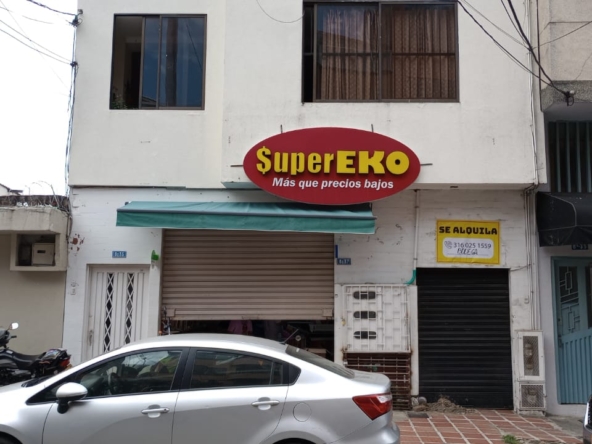 $uperEKO
Más que precios bajos
SE ALQUILA
316 025 1559